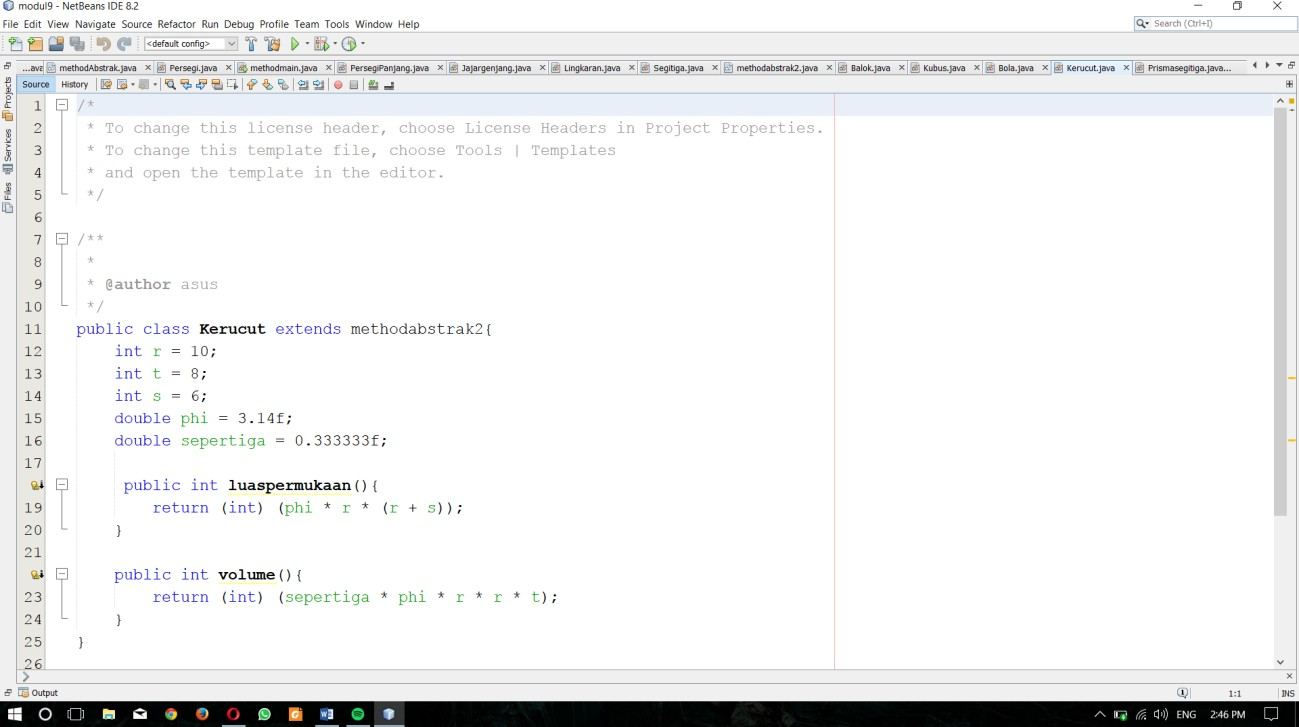 modul9 - NetBeans IDE 8.2
File Edit View Navigate Source Refactor Run Debug Profile Team Tools Window Help
Search (Ctrl+I)
<default config>
...ave methodAbstrak.java Persegi.java methodmain.java PersegiPanjang.java Jajargenjang.java Lingkaran.java Segitiga.java methodabstrak2.java Balok.java Kubus.java Bola.java Kerucut.java Prismasegitiga.java...
Source History
Projects
Services
Files
1 /*
2 * To change this license header, choose License Headers in Project Properties.
3 * To change this template file, choose Tools | Templates
4 * and open the template in the editor.
5 */
6
7 /**
8 *
9 * @author asus
10 */
11 public class Kerucut extends methodabstrak2{
12 int r = 10;
13 int t = 8;
14 int s = 6;
15 double phi = 3.14f;
16 double sepertiga = 0.333333f;
17
public int luaspermukaan(){
19 return (int) (phi * r * (r + s));
20 }
21
public int volume(){
23 return (int) (sepertiga * phi * r * r * t);
24 }
25 }
26
Output
1:1 INS
ENG 2:46 PM